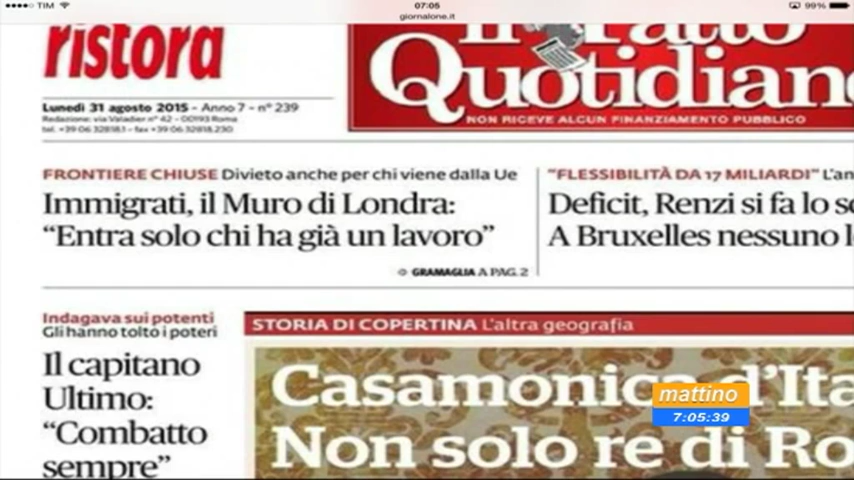 TIM
07:05
99%
giornalone.it
ristora
Il Fatto
Quotidian
NON RICEVE ALCUN FINANZIAMENTO PUBBLICO
Lunedì 31 agosto 2015 - Anno 7 - n° 239
Redazione: via Valadier n° 42 - 00193 Roma
tel. +39 06 32818.1 - fax +39 06 32818.230
FRONTIERE CHIUSE Divieto anche per chi viene dalla Ue
Immigrati, il Muro di Londra:
“Entra solo chi ha già un lavoro”
GRAMAGLIA A PAG. 2
“FLESSIBILITÀ DA 17 MILIARDI” L’an
Deficit, Renzi si fa lo s
A Bruxelles nessuno l
Indagava sui potenti
Gli hanno tolto i poteri
Il capitano
Ultimo:
“Combatto
sempre”
STORIA DI COPERTINA L’altra geografia
Casamonica d’Ita
Non solo re di Ro
mattino
7:05:39